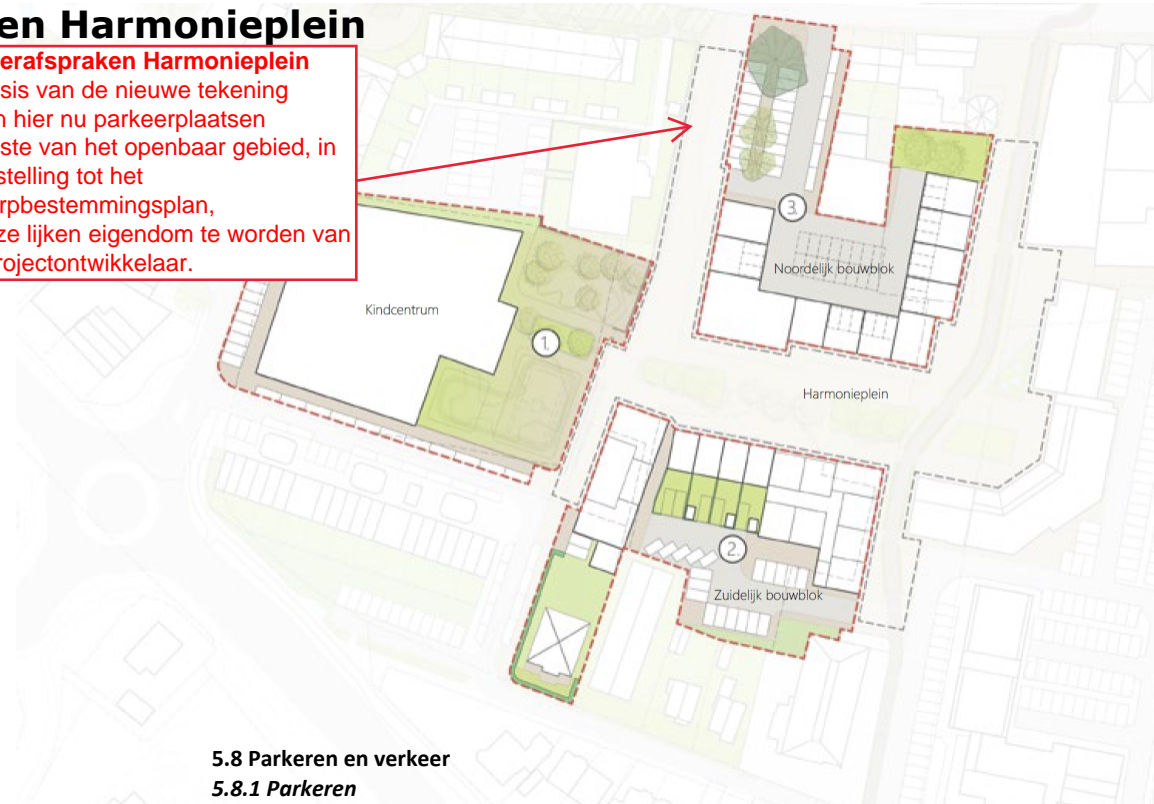 en Harmonieplein
erafspraken Harmonieplein
sis van de nieuwe tekening
n hier nu parkeerplaatsen
ste van het openbaar gebied, in
stelling tot het
rpbestemmingsplan,
ze lijken eigendom te worden van
rojectontwikkelaar.
3.
Noordelijk bouwblok
Kindcentrum
1.
Harmonieplein
2.
Zuidelijk bouwblok
5.8 Parkeren en verkeer
5.8.1 Parkeren